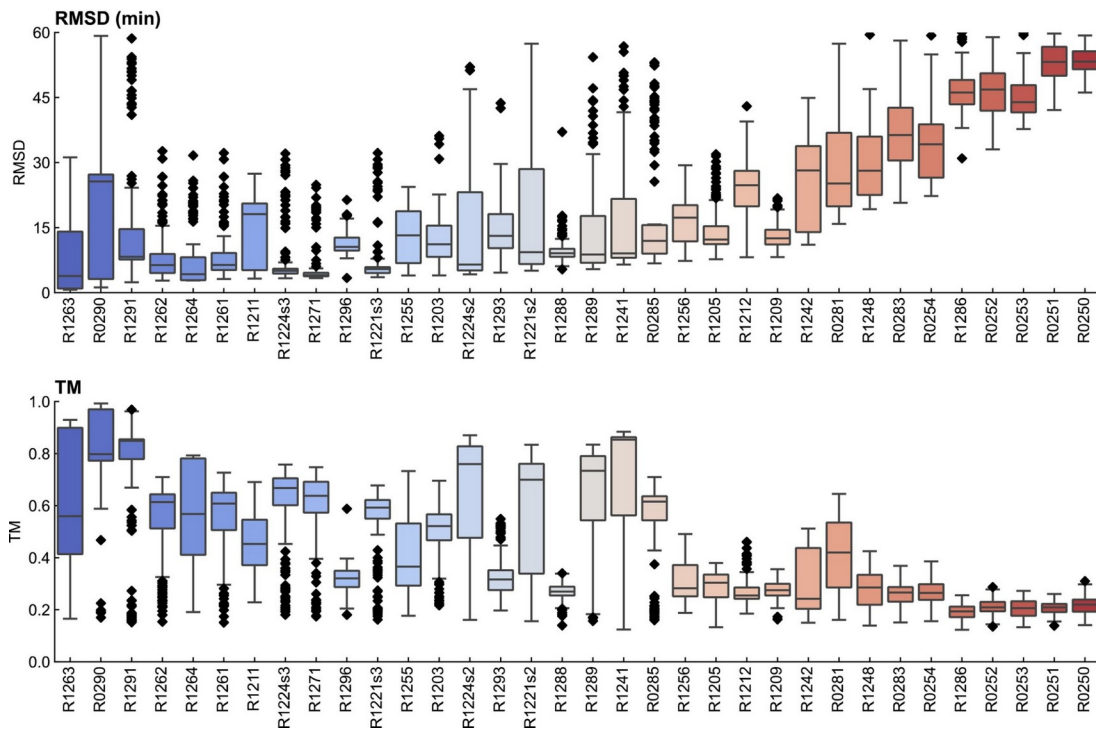 RMSD (min)
60
45
30
15
0
RMSD
R1263 R0290 R1291 R1262 R1264 R1261 R1211 R1224s3 R1271 R1296 R1221s3 R1255 R1203 R1224s2 R1293 R1221s2 R1288 R1289 R1241 R0285 R1256 R1205 R1212 R1209 R1242 R0281 R1248 R0283 R0254 R1286 R0252 R0253 R0251 R0250
TM
1.0
0.8
0.6
0.4
0.2
0.0
TM
R1263 R0290 R1291 R1262 R1264 R1261 R1211 R1224s3 R1271 R1296 R1221s3 R1255 R1203 R1224s2 R1293 R1221s2 R1288 R1289 R1241 R0285 R1256 R1205 R1212 R1209 R1242 R0281 R1248 R0283 R0254 R1286 R0252 R0253 R0251 R0250